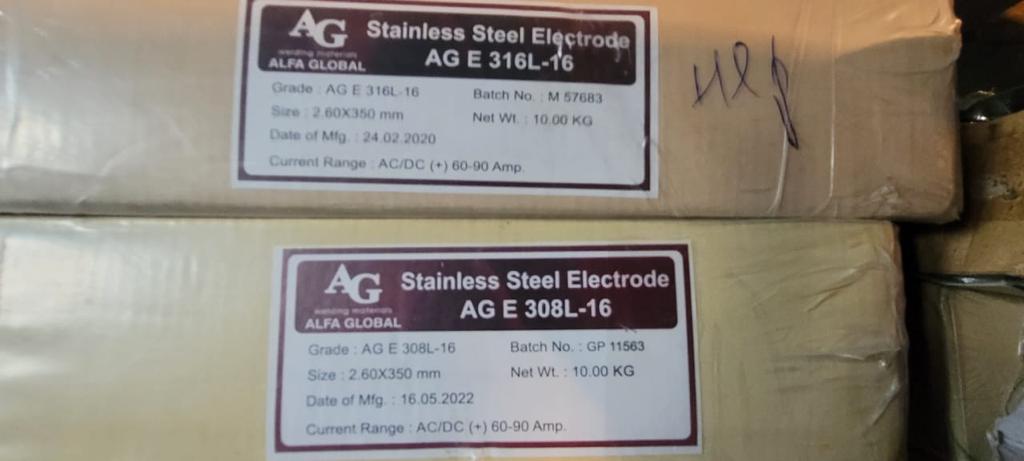 AG Stainless Steel Electrode
welding materials AG E 316L-16
ALFA GLOBAL
Grade : AG E 316L-16 Batch No. : M 57683
Size : 2.60X350 mm Net Wt. : 10.00 KG
Date of Mfg. : 24.02.2020
Current Range : AC/DC (+) 60-90 Amp.
AG Stainless Steel Electrode
welding materials AG E 308L-16
ALFA GLOBAL
Grade : AG E 308L-16 Batch No. : GP 11563
Size : 2.60X350 mm Net Wt. : 10.00 KG
Date of Mfg. : 16.05.2022
Current Range : AC/DC (+) 60-90 Amp.